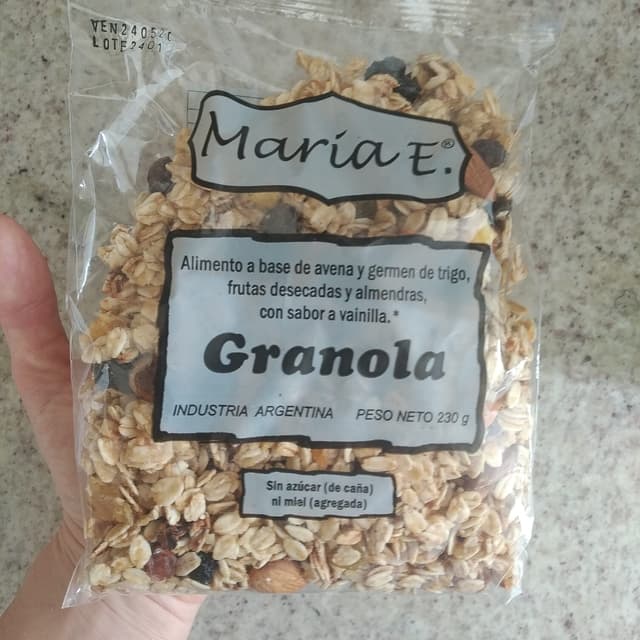 LOTE2401
María E.®
Alimento a base de avena y germen de trigo,
frutas desecadas y almendras,
con sabor a vainilla.*
Granola
INDUSTRIA ARGENTINA PESO NETO 230 g
Sin azúcar (de caña)
ni miel (agregada)